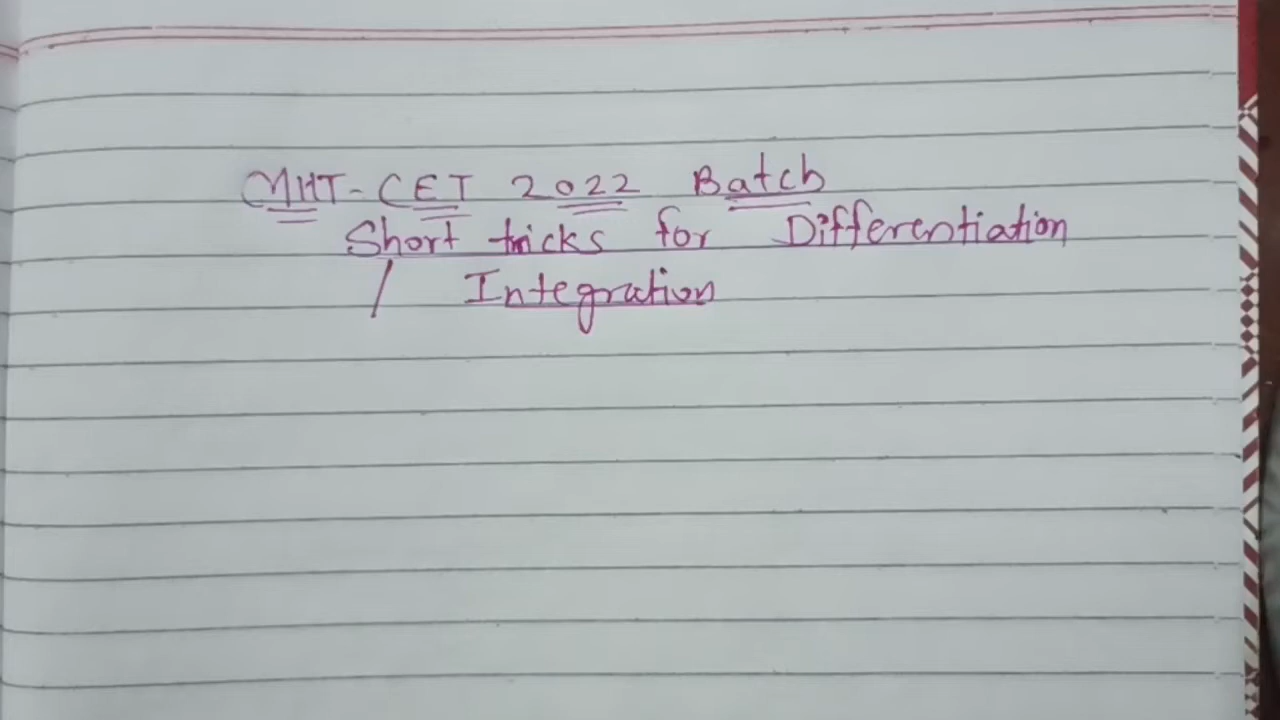 MHT-CET 2022 Batch
Short tricks for Differentiation
/ Integration